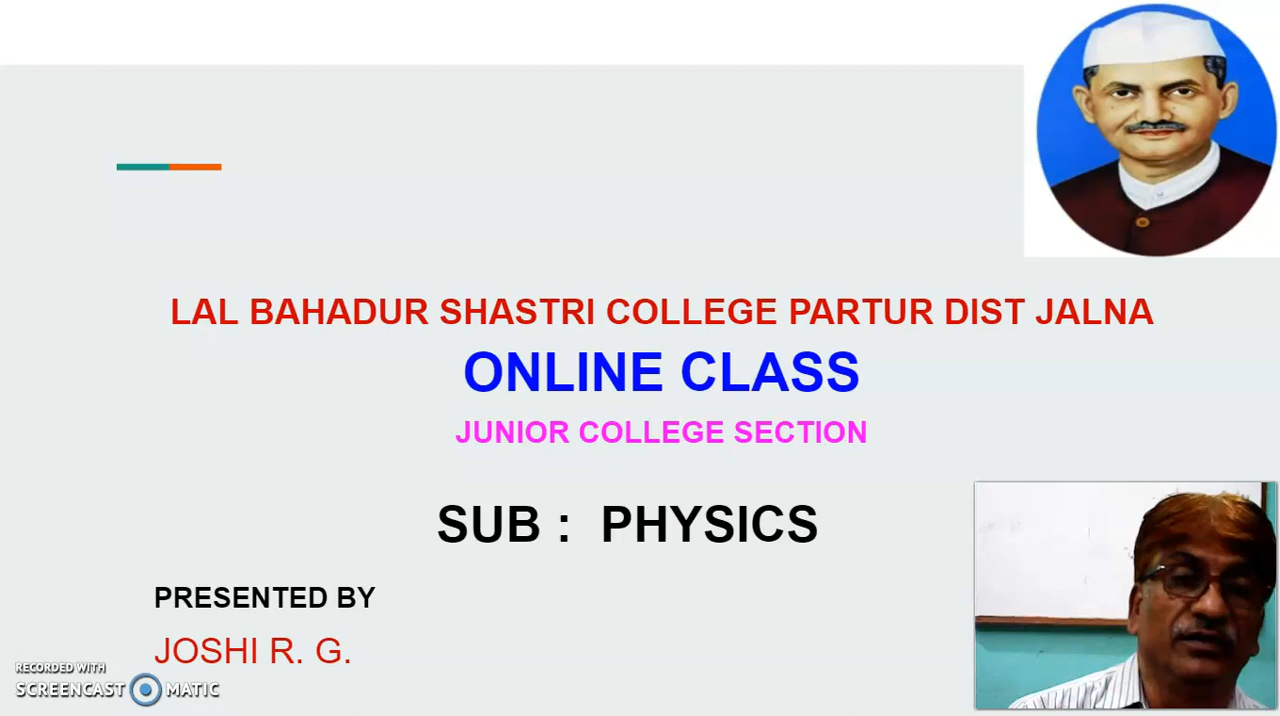 LAL BAHADUR SHASTRI COLLEGE PARTUR DIST JALNA
ONLINE CLASS
JUNIOR COLLEGE SECTION
SUB : PHYSICS
PRESENTED BY
JOSHI R. G.
RECORDED WITH
SCREENCAST MATIC